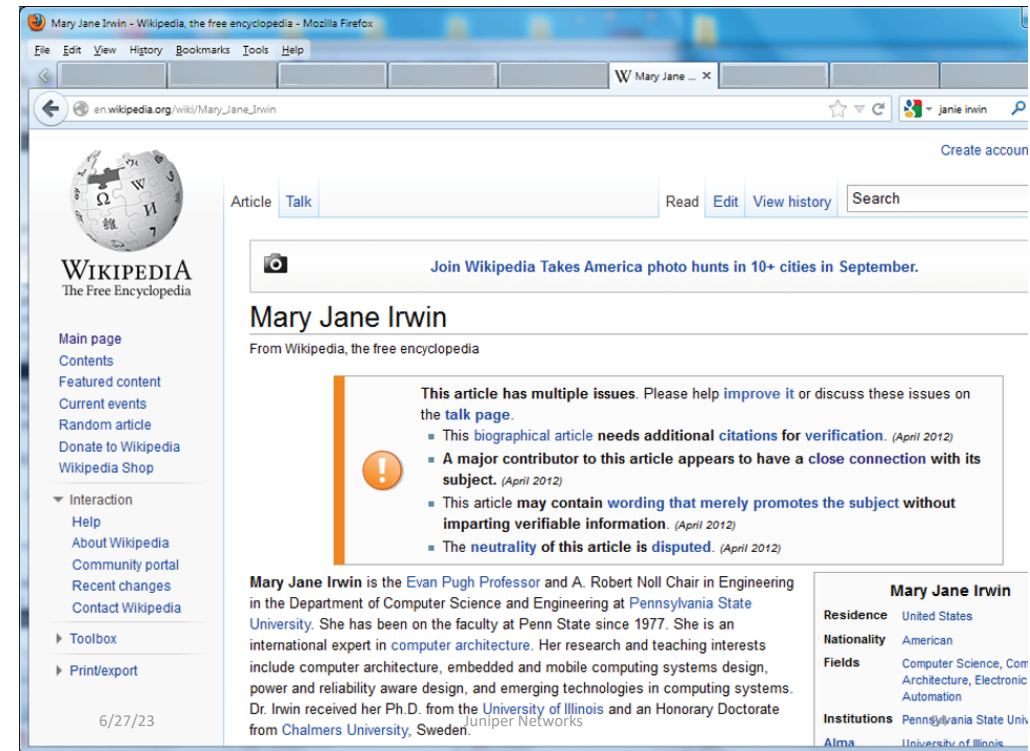 Mary Jane Irwin - Wikipedia, the free encyclopedia - Mozilla Firefox
File Edit View History Bookmarks Tools Help
W Mary Jane ... ×
en.wikipedia.org/wiki/Mary_Jane_Irwin
janie irwin
Create accoun
WIKIPEDIA
The Free Encyclopedia
Article Talk
Read Edit View history Search
Join Wikipedia Takes America photo hunts in 10+ cities in September.
Mary Jane Irwin
From Wikipedia, the free encyclopedia
Main page
Contents
Featured content
Current events
Random article
Donate to Wikipedia
Wikipedia Shop
Interaction
Help
About Wikipedia
Community portal
Recent changes
Contact Wikipedia
Toolbox
Print/export
This article has multiple issues. Please help improve it or discuss these issues on
the talk page.
This biographical article needs additional citations for verification. (April 2012)
A major contributor to this article appears to have a close connection with its
subject. (April 2012)
This article may contain wording that merely promotes the subject without
imparting verifiable information. (April 2012)
The neutrality of this article is disputed. (April 2012)
Mary Jane Irwin is the Evan Pugh Professor and A. Robert Noll Chair in Engineering
in the Department of Computer Science and Engineering at Pennsylvania State
University. She has been on the faculty at Penn State since 1977. She is an
international expert in computer architecture. Her research and teaching interests
include computer architecture, embedded and mobile computing systems design,
power and reliability aware design, and emerging technologies in computing systems.
Dr. Irwin received her Ph.D. from the University of Illinois and an Honorary Doctorate
from Chalmers University, Sweden.
Mary Jane Irwin
Residence United States
Nationality American
Fields Computer Science, Com
Architecture, Electronic
Automation
Institutions Pennsylvania State Univ
Alma University of Illinois
6/27/23
Juniper Networks